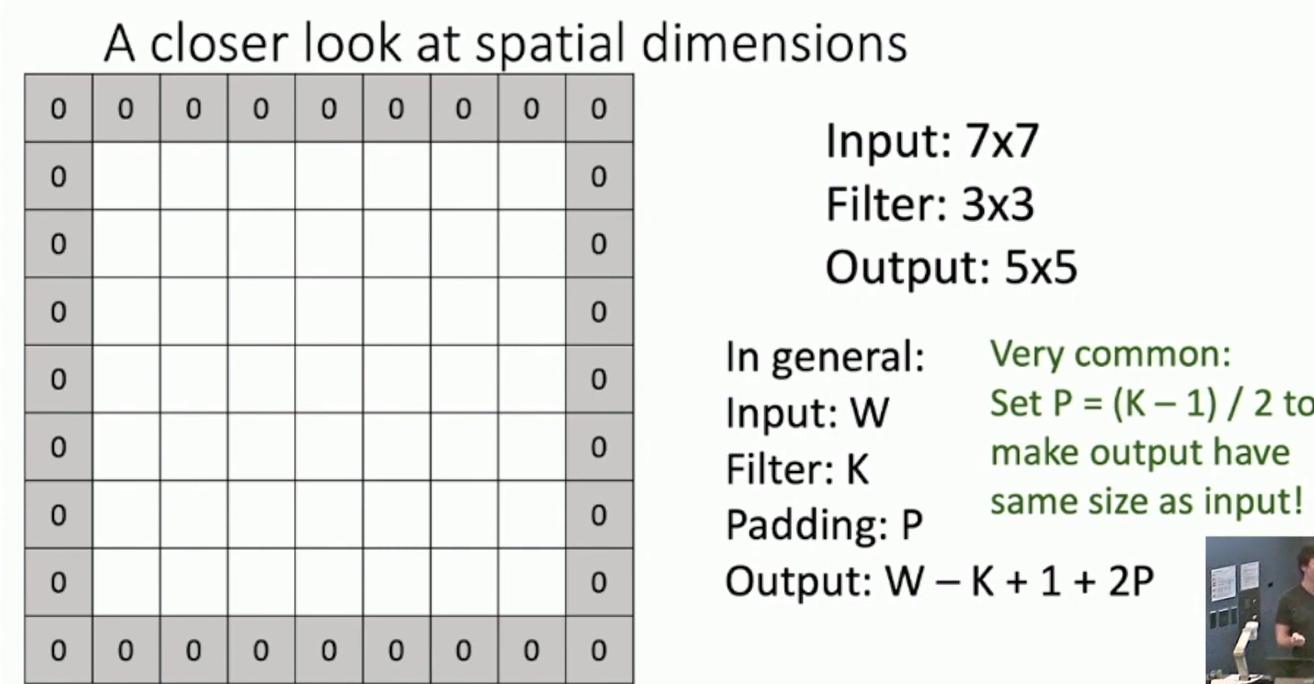 A closer look at spatial dimensions
0 0 0 0 0 0 0 0 0
0 0
0 0
0 0
0 0
0 0
0 0
0 0
0 0 0 0 0 0 0 0 0
Input: 7x7
Filter: 3x3
Output: 5x5
In general:
Input: W
Filter: K
Padding: P
Output: W – K + 1 + 2P
Very common:
Set P = (K – 1) / 2 to
make output have
same size as input!